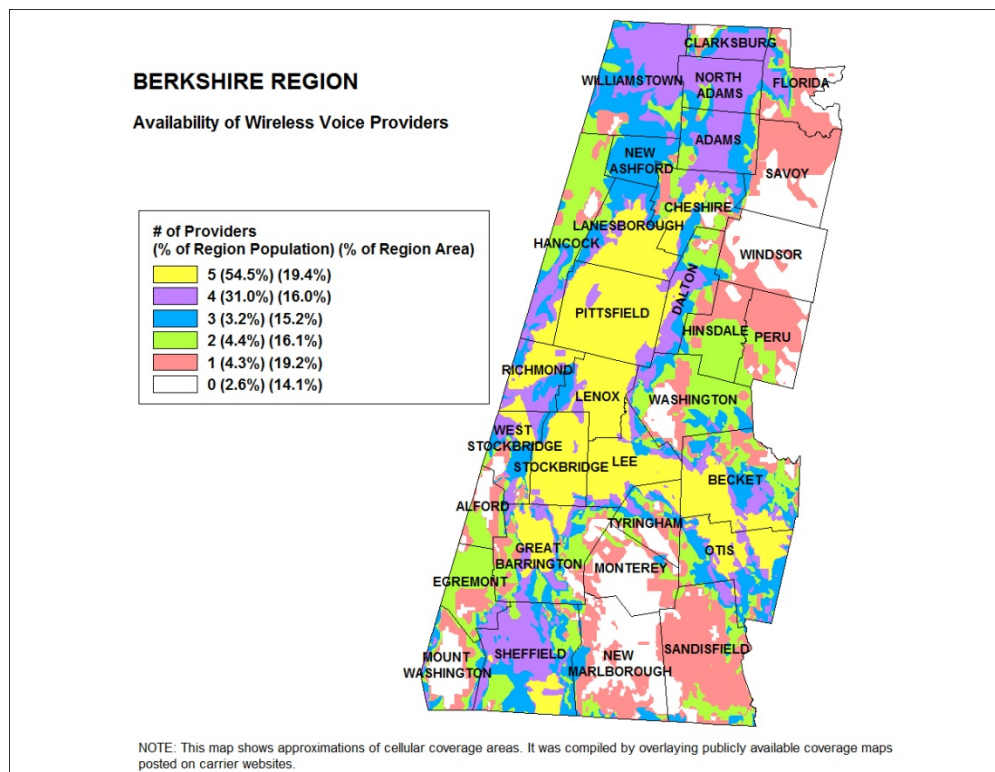 BERKSHIRE REGION
Availability of Wireless Voice Providers
# of Providers
(% of Region Population) (% of Region Area)
5 (54.5%) (19.4%)
4 (31.0%) (16.0%)
3 (3.2%) (15.2%)
2 (4.4%) (16.1%)
1 (4.3%) (19.2%)
0 (2.6%) (14.1%)
CLARKSBURG
WILLIAMSTOWN
NORTH
ADAMS
FLORIDA
ADAMS
NEW
ASHFORD
SAVOY
CHESHIRE
LANESBOROUGH
HANCOCK
WINDSOR
DALTON
PITTSFIELD
HINSDALE
PERU
RICHMOND
LENOX
WASHINGTON
WEST
STOCKBRIDGE
STOCKBRIDGE
LEE
BECKET
ALFORD
TYRINGHAM
GREAT
BARRINGTON
OTIS
MONTEREY
EGREMONT
MOUNT
WASHINGTON
SHEFFIELD
NEW
MARLBOROUGH
SANDISFIELD
NOTE: This map shows approximations of cellular coverage areas. It was compiled by overlaying publicly available coverage maps
posted on carrier websites.